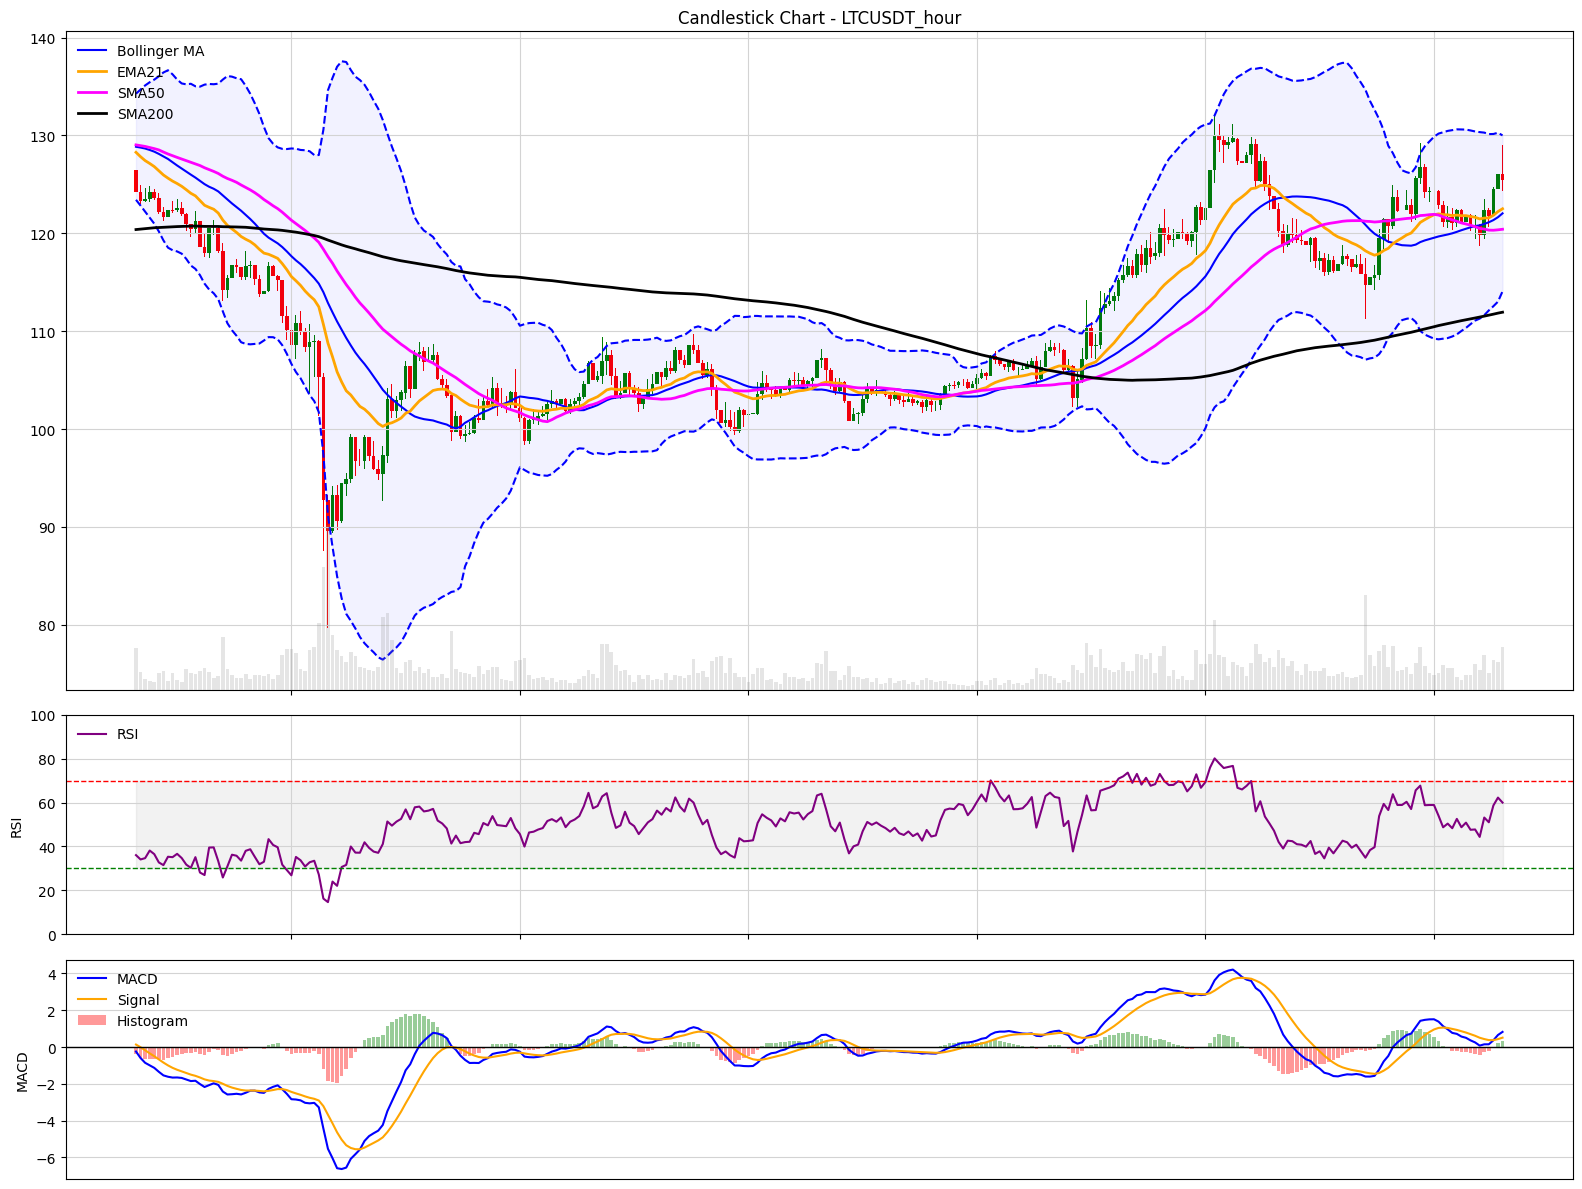 Candlestick Chart - LTCUSDT_hour
Bollinger MA
EMA21
SMA50
SMA200
140
130
120
110
100
90
80
RSI
100
80
60
40
20
0
RSI
MACD
Signal
Histogram
4
2
0
−2
−4
−6
MACD